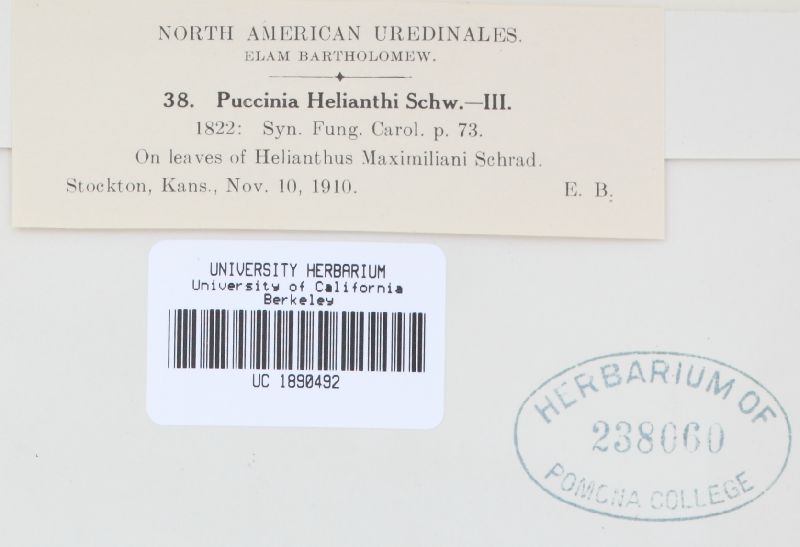 NORTH AMERICAN UREDINALES.
ELAM BARTHOLOMEW.
38. Puccinia Helianthi Schw.—III.
1822: Syn. Fung. Carol. p. 73.
On leaves of Helianthus Maximiliani Schrad.
Stockton, Kans., Nov. 10, 1910. E. B.
UNIVERSITY HERBARIUM
University of California
Berkeley
UC 1890492
HERBARIUM OF
238060
POMONA COLLEGE